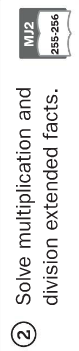 ② Solve multiplication and
division extended facts.
MJ2
255-256